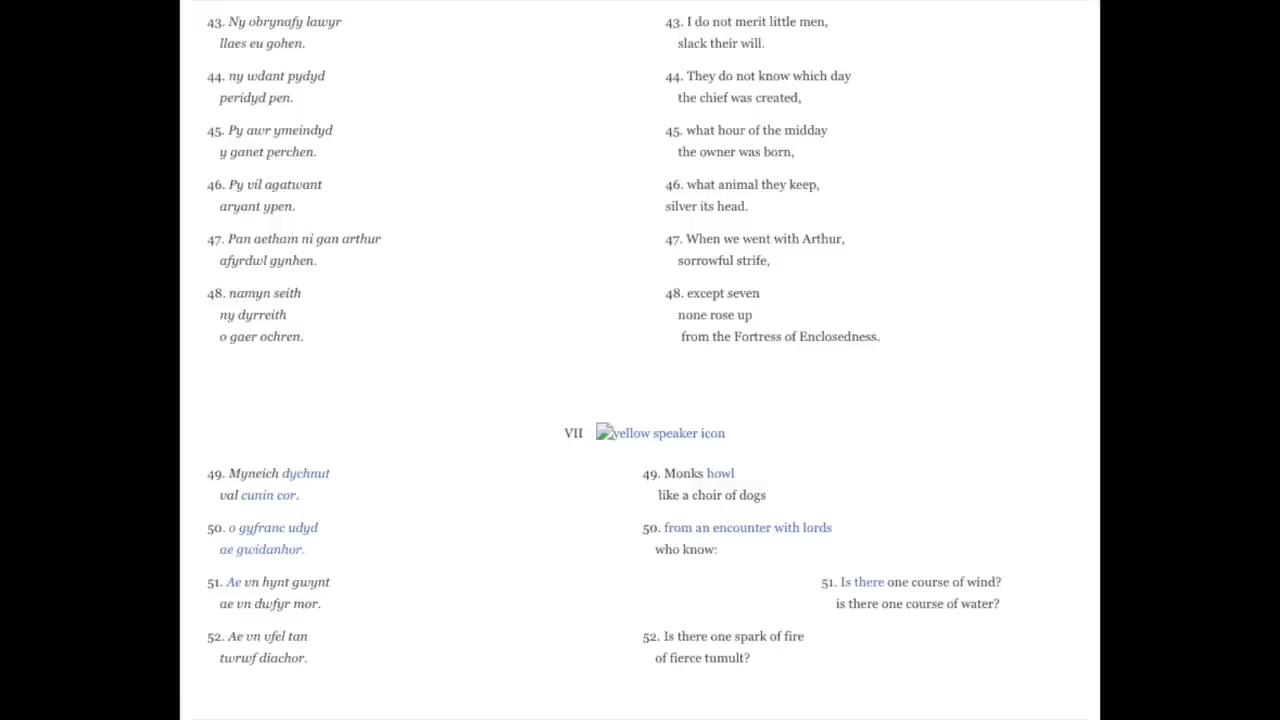 43. Ny obrynafy lawyr
llaes eu gohen.
44. ny wdant pydyd
peridyd pen.
45. Py awr ymeindyd
y ganet perchen.
46. Py vil agatwant
aryant ypen.
47. Pan aetham ni gan arthur
afyrdwl gynhen.
48. namyn seith
ny dyrreith
o gaer ochren.
43. I do not merit little men,
slack their will.
44. They do not know which day
the chief was created,
45. what hour of the midday
the owner was born,
46. what animal they keep,
silver its head.
47. When we went with Arthur,
sorrowful strife,
48. except seven
none rose up
from the Fortress of Enclosedness.
VII yellow speaker icon
49. Myneich dychnut
val cunin cor.
50. o gyfranc udyd
ae gwidanhor.
51. Ae vn hynt gwynt
ae vn dwfyr mor.
52. Ae vn vfel tan
twrwf diachor.
49. Monks howl
like a choir of dogs
50. from an encounter with lords
who know:
51. Is there one course of wind?
is there one course of water?
52. Is there one spark of fire
of fierce tumult?